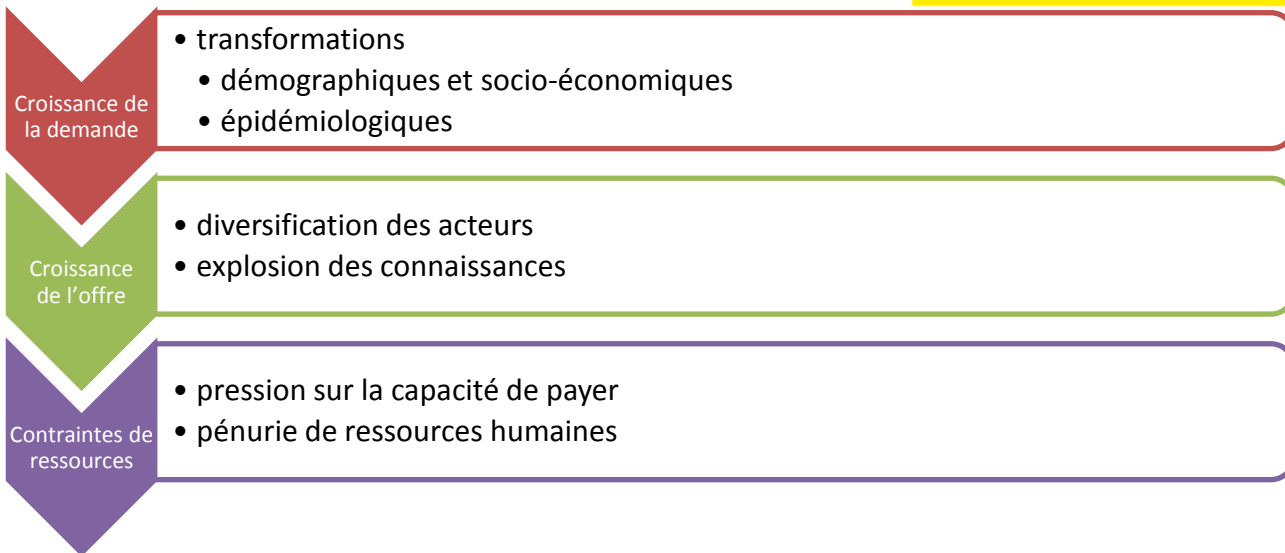 Croissance de
la demande
• transformations
• démographiques et socio-économiques
• épidémiologiques
Croissance
de l’offre
• diversification des acteurs
• explosion des connaissances
Contraintes de
ressources
• pression sur la capacité de payer
• pénurie de ressources humaines